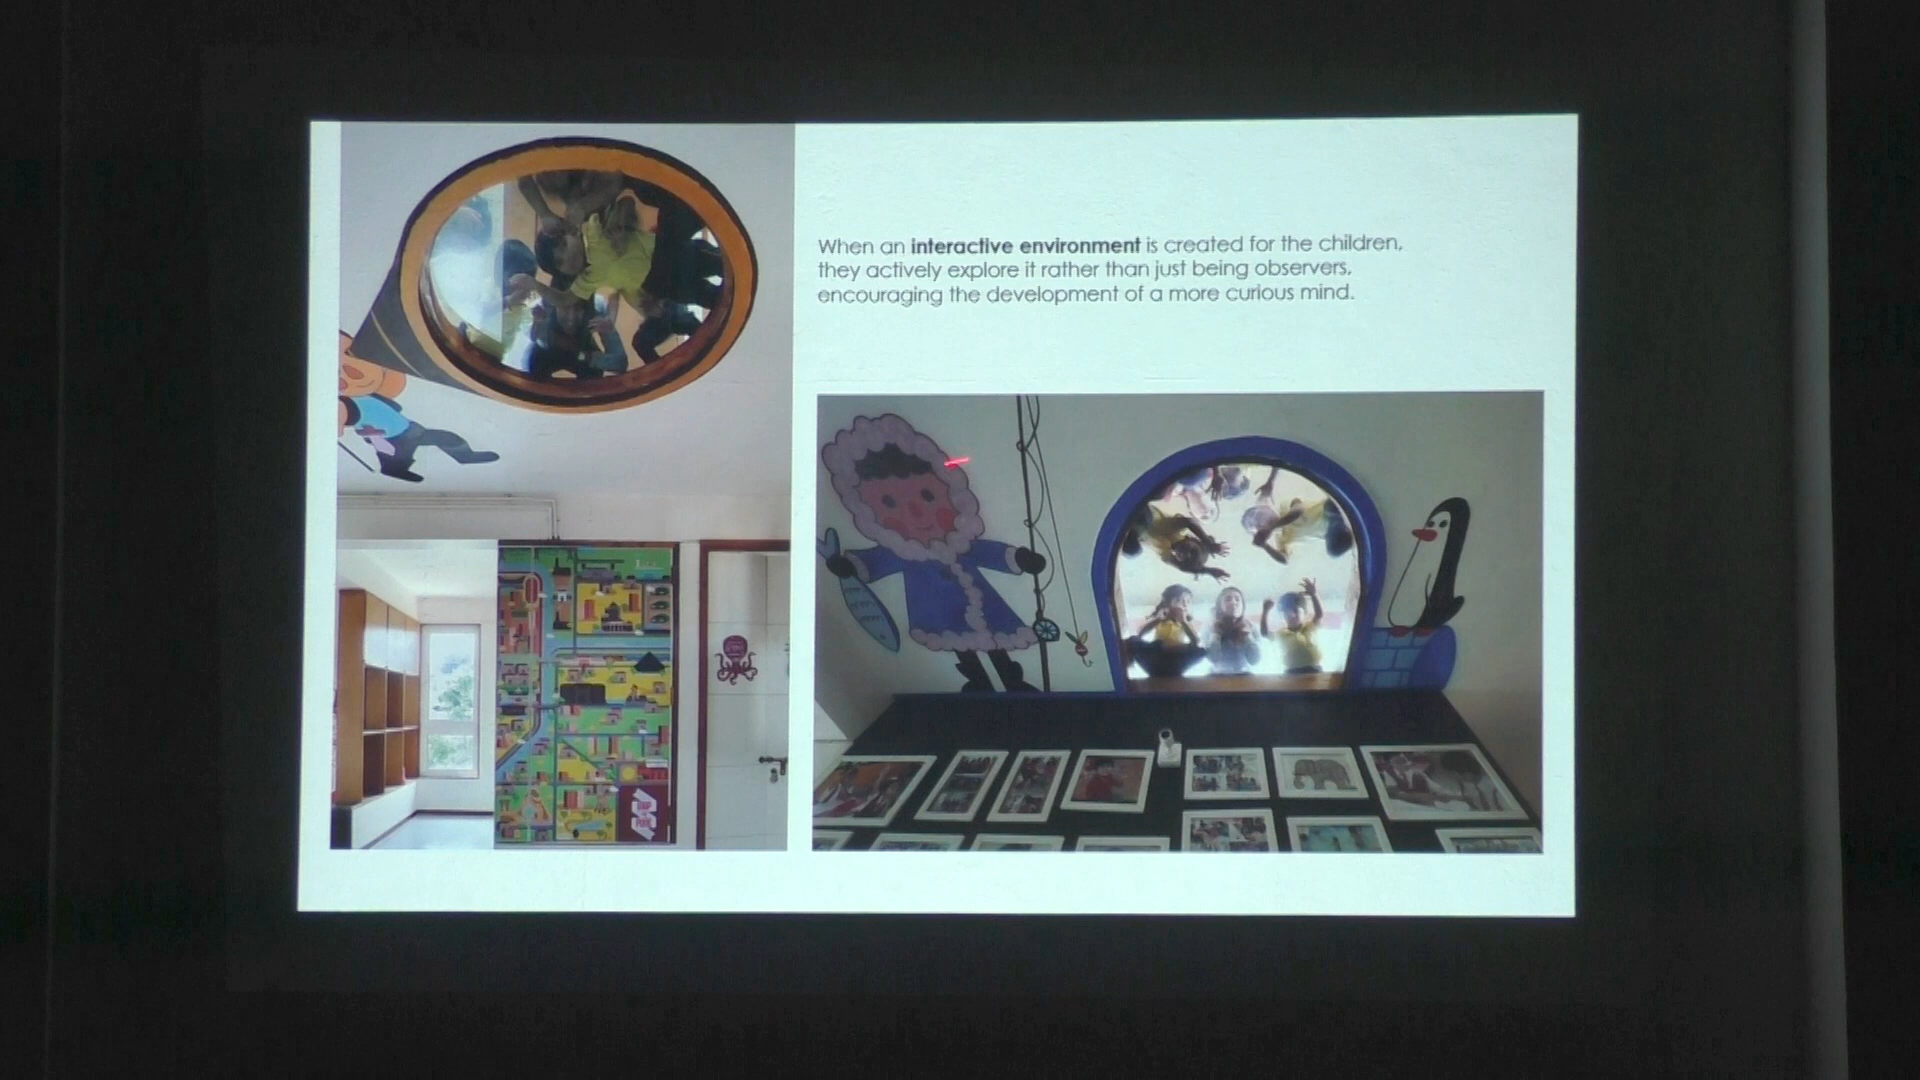 When an interactive environment is created for the children,
they actively explore it rather than just being observers,
encouraging the development of a more curious mind.